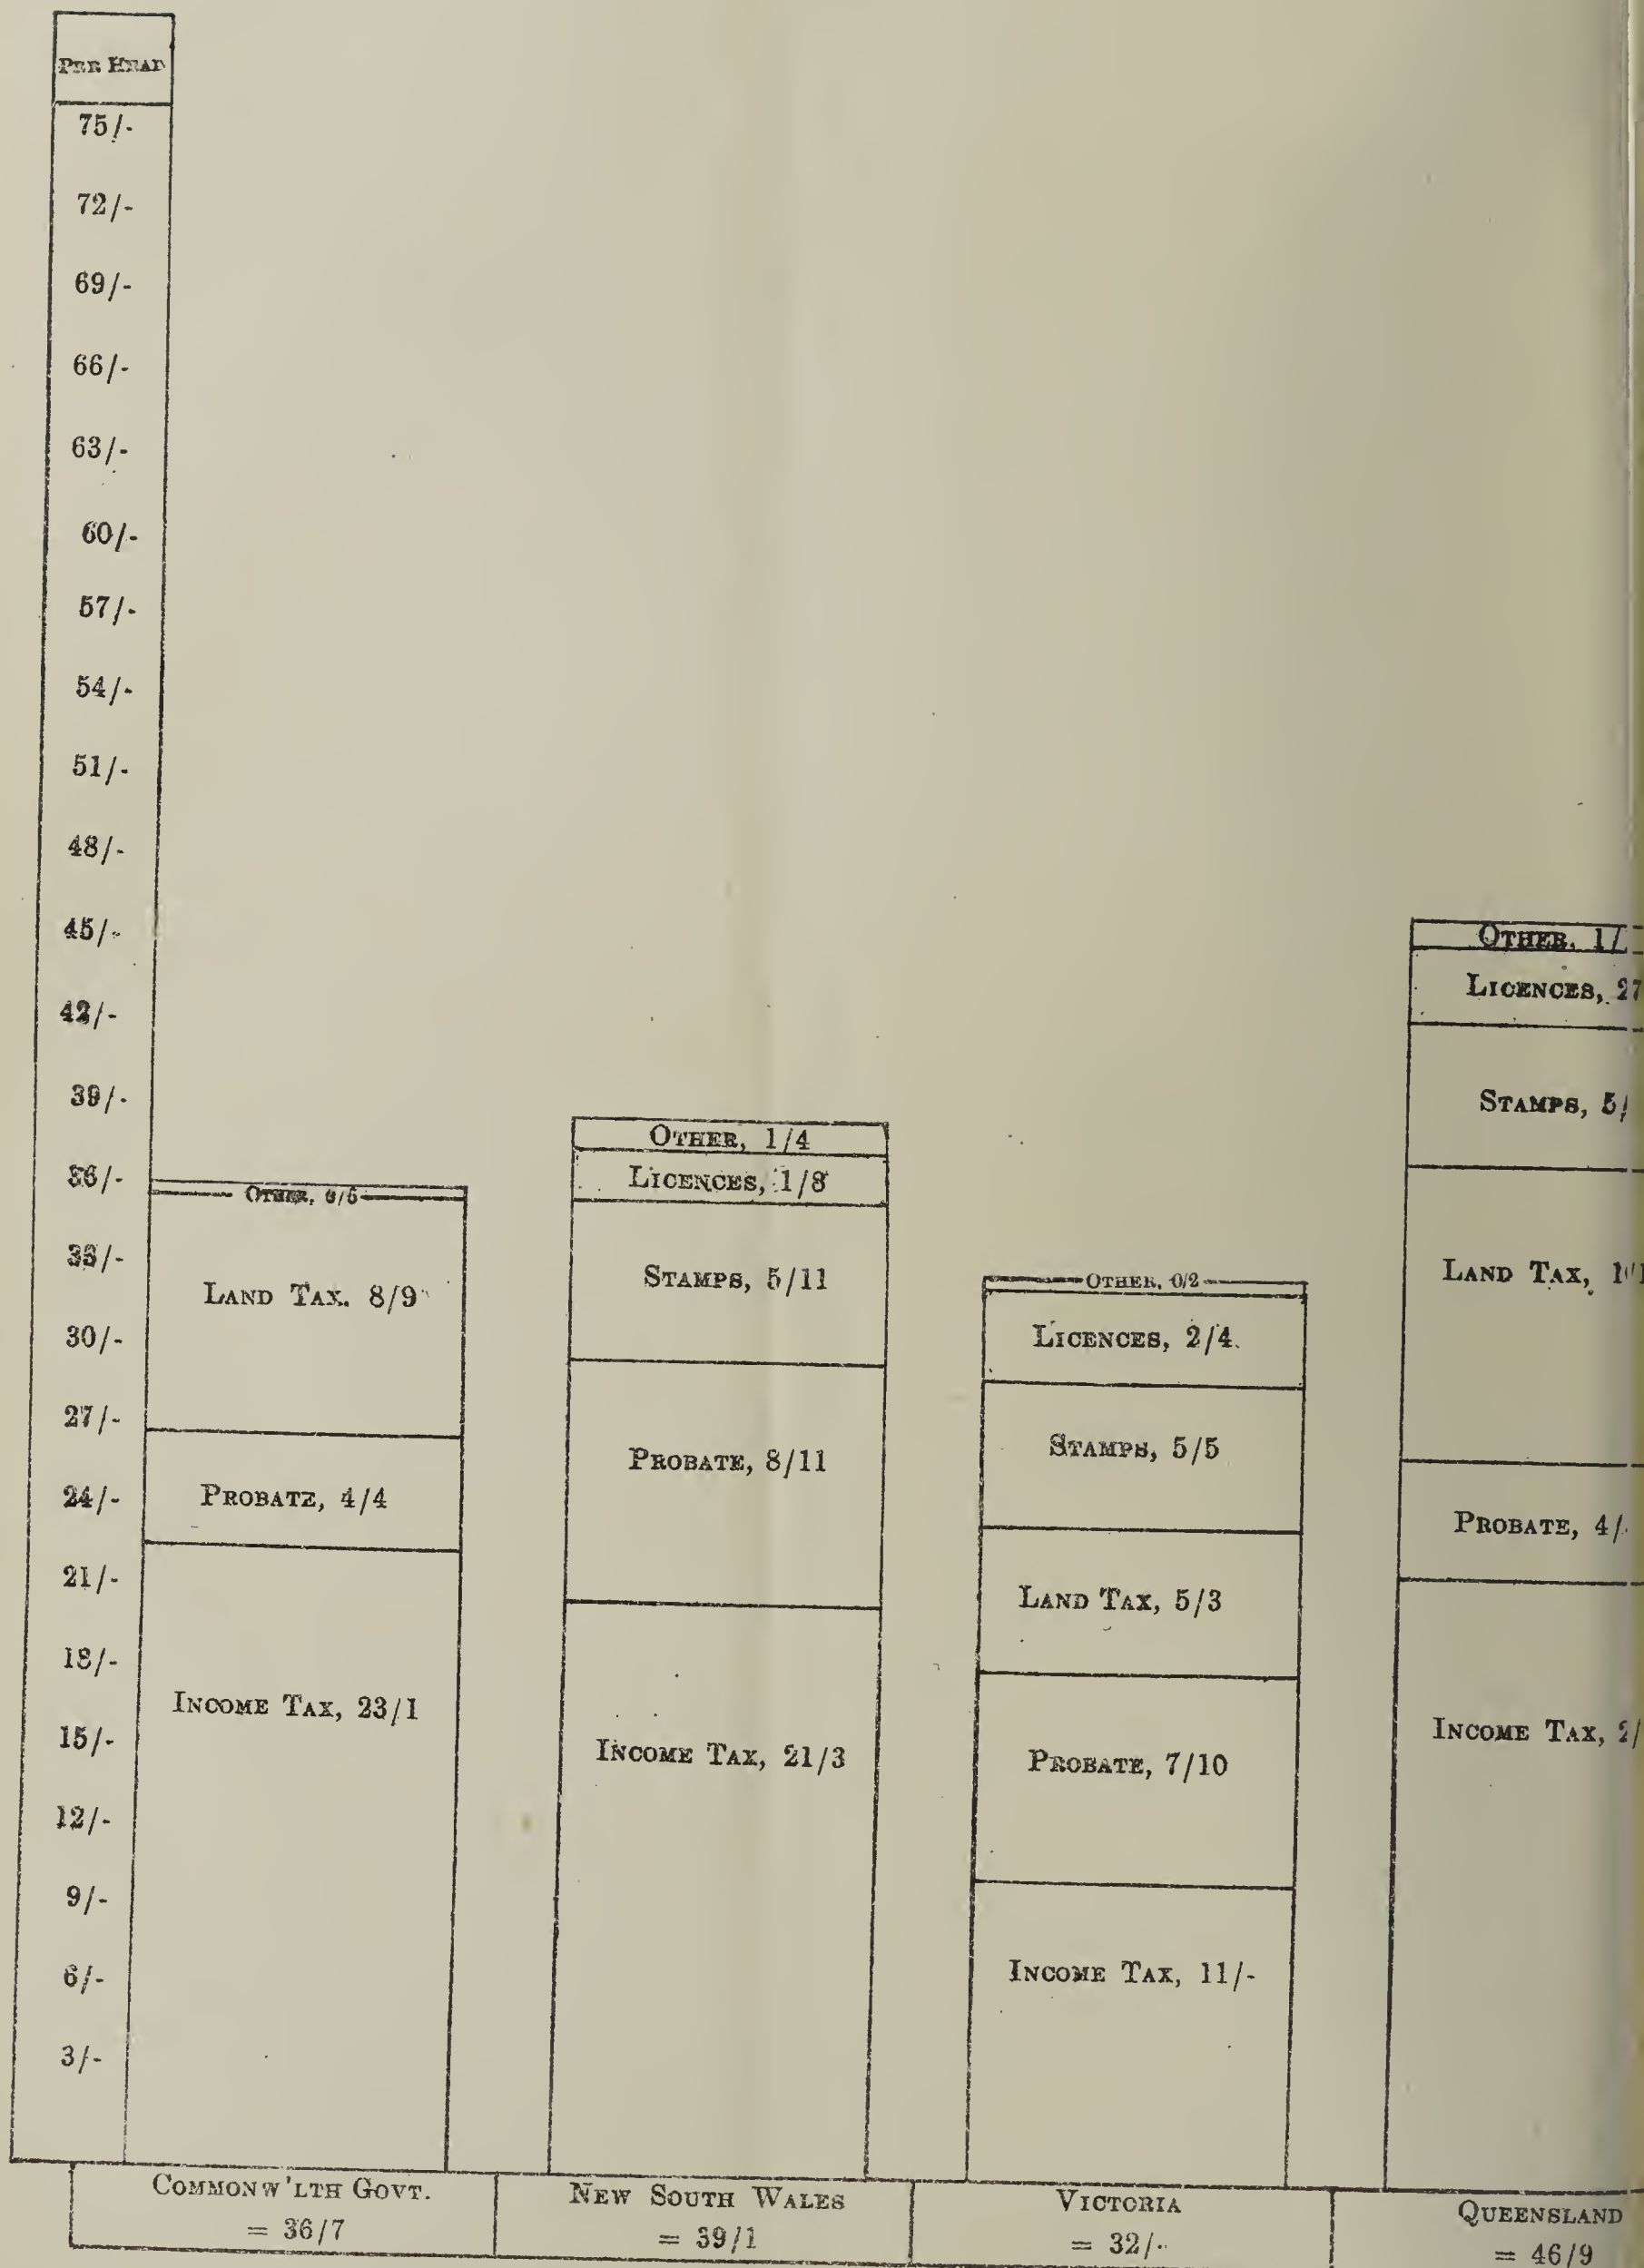 PER HEAD
75/-
72/-
69/-
66/-
63/-
60/-
57/-
54/-
51/-
48/-
45/-
42/-
39/-
36/-
33/-
30/-
27/-
24/-
21/-
18/-
15/-
12/-
9/-
6/-
3/-
OTHER,
LAND TAX. 8/9
PROBATE, 4/4
INCOME TAX, 23/1
COMMONW'LTH GOVT.
= 36/7
OTHER, 1/4
LICENCES, 1/8
STAMPS, 5/11
PROBATE, 8/11
INCOME TAX, 21/3
NEW SOUTH WALES
= 39/1
OTHER, 0/2
LICENCES, 2/4
STAMPS, 5/5
LAND TAX, 5/3
PROBATE, 7/10
INCOME TAX, 11/-
VICTORIA
= 32/-
OTHER, 1/
LICENCES,
STAMPS, 5/
LAND TAX,
PROBATE, 4/
INCOME TAX,
QUEENSLAND
= 46/9